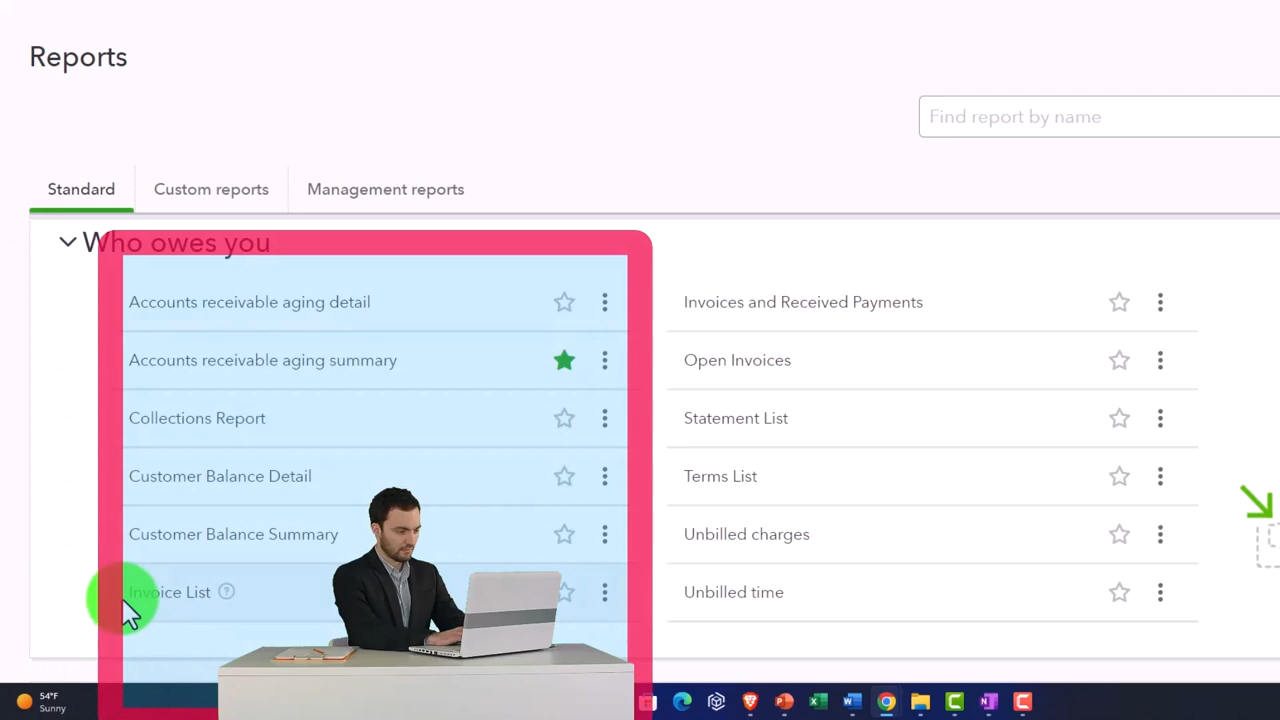 Reports
Find report by name
Standard
Custom reports
Management reports
Who owes you
Accounts receivable aging detail
Invoices and Received Payments
Accounts receivable aging summary
Open Invoices
Collections Report
Statement List
Customer Balance Detail
Terms List
Customer Balance Summary
Unbilled charges
Invoice List ?
Unbilled time
54°F
Sunny